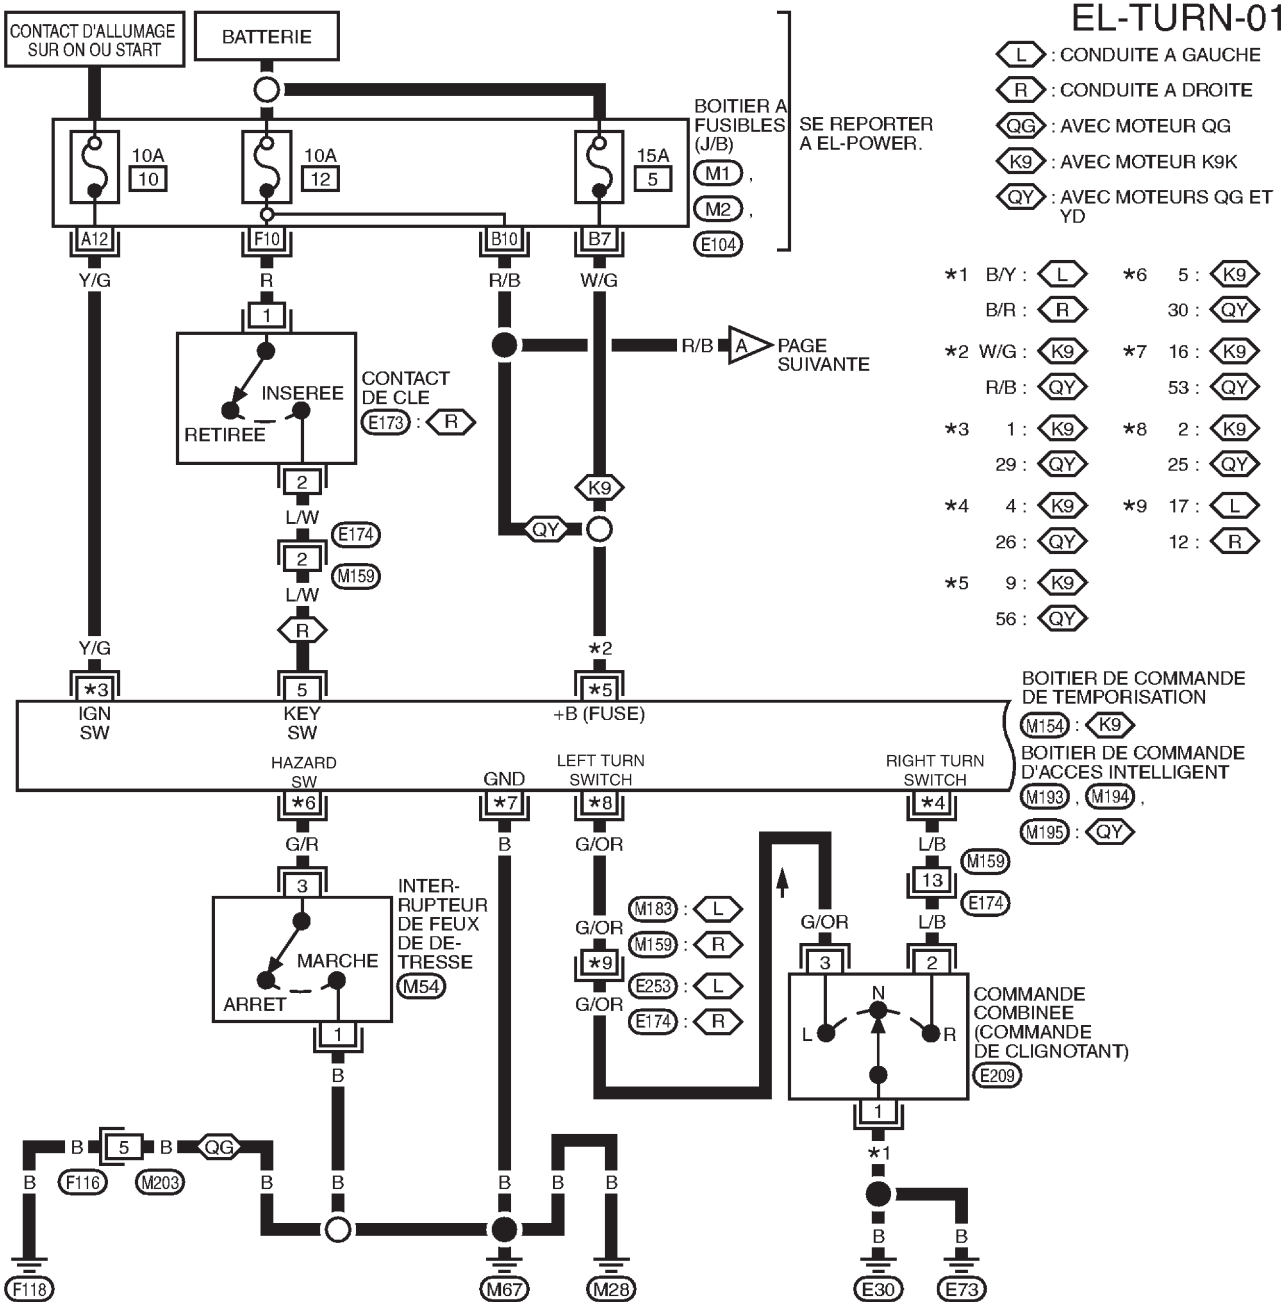 EL-TURN-01
CONTACT D'ALLUMAGE
SUR ON OU START
BATTERIE
L : CONDUITE A GAUCHE
R : CONDUITE A DROITE
QG : AVEC MOTEUR QG
K9 : AVEC MOTEUR K9K
QY : AVEC MOTEURS QG ET
YD
BOITIER A
FUSIBLES
(J/B)
M1 ,
M2 ,
E104
SE REPORTER
A EL-POWER.
10A
10
10A
12
15A
5
A12
F10
B10
B7
Y/G
R
R/B
W/G
*1 B/Y : L
B/R : R
*2 W/G : K9
R/B : QY
*3 1 : K9
29 : QY
*4 4 : K9
26 : QY
*5 9 : K9
56 : QY
*6 5 : K9
30 : QY
*7 16 : K9
53 : QY
*8 2 : K9
25 : QY
*9 17 : L
12 : R
1
INSEREE
RETIREE
CONTACT
DE CLE
E173 : R
R/B
A
PAGE
SUIVANTE
2
L/W
E174
2
M159
L/W
R
K9
QY
Y/G
*2
*3
5
*5
IGN
SW
KEY
SW
+B (FUSE)
HAZARD
SW
GND
LEFT TURN
SWITCH
RIGHT TURN
SWITCH
BOITIER DE COMMANDE
DE TEMPORISATION
M154 : K9
BOITIER DE COMMANDE
D'ACCES INTELLIGENT
M193 , M194 ,
M195 : QY
*6
*7
*8
*4
G/R
B
G/OR
L/B
3
INTER-
RUPTEUR
DE FEUX
DE DE-
TRESSE
M54
MARCHE
ARRET
1
B
G/OR
*9
G/OR
M183 : L
M159 : R
E253 : L
E174 : R
M159
13
E174
G/OR
L/B
3
2
N
L
R
COMMANDE
COMBINEE
(COMMANDE
DE CLIGNOTANT)
E209
1
*1
B
5
B
QG
F116
M203
B
B
B
B
B
B
B
B
F118
M67
M28
E30
E73